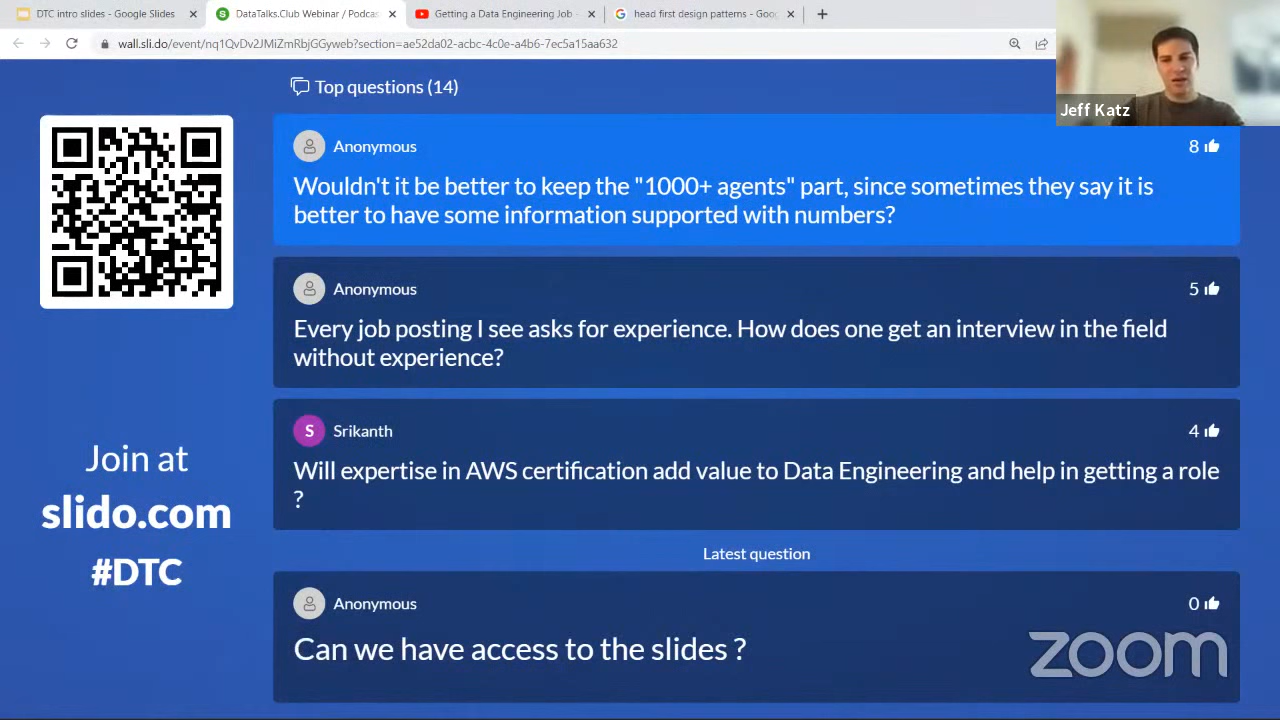 DTC intro slides - Google Slides
DataTalks.Club Webinar / Podcas
Getting a Data Engineering Job -
head first design patterns - Goog
wall.sli.do/event/nq1QvDv2JMiZmRbjGGyweb?section=ae52da02-acbc-4c0e-a4b6-7ec5a15aa632
Jeff Katz
Top questions (14)
Anonymous
8
Wouldn't it be better to keep the "1000+ agents" part, since sometimes they say it is
better to have some information supported with numbers?
Anonymous
5
Every job posting I see asks for experience. How does one get an interview in the field
without experience?
S
Srikanth
4
Will expertise in AWS certification add value to Data Engineering and help in getting a role
?
Join at
slido.com
#DTC
Latest question
Anonymous
0
Can we have access to the slides ?
zoom